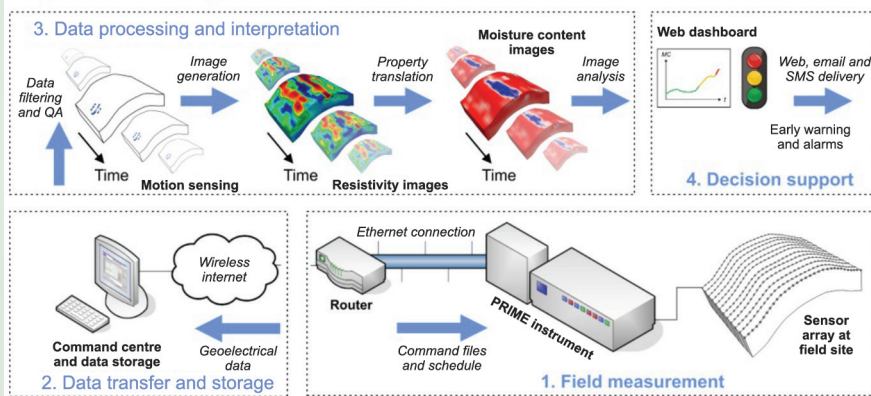 3. Data processing and interpretation
Data
filtering
and QA
Image
generation
Property
translation
Moisture content
images
Image
analysis
Time
Motion sensing
Time
Resistivity images
Time
Web dashboard
MC
t
Web, email and
SMS delivery
Early warning
and alarms
4. Decision support
Wireless
internet
Command centre
and data storage
Geoelectrical
data
2. Data transfer and storage
Ethernet connection
Router
PRIME instrument
Command files
and schedule
Sensor
array at
field site
1. Field measurement